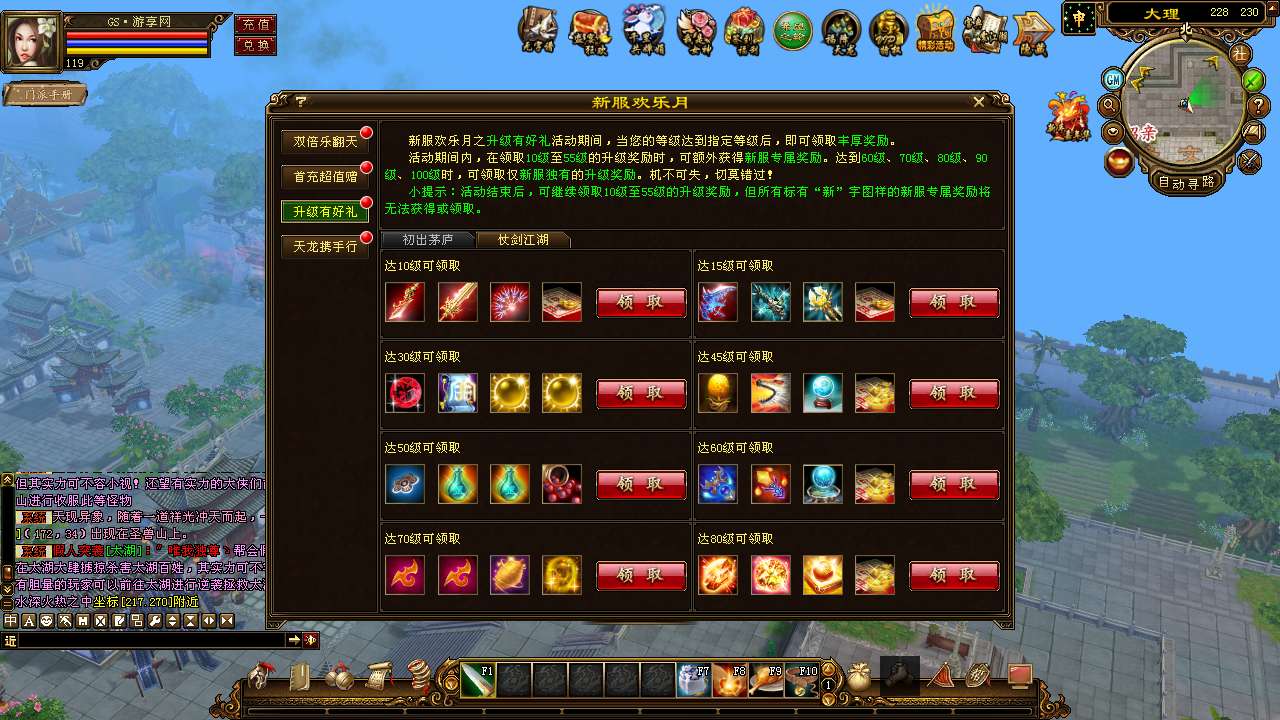 GS·游享网
119
充值
兑换
门派手册
精彩活动
隐藏
申
大理
228 230
北
GM
社
?
自动寻路
新服欢乐月
?
双倍乐翻天
首充超值赠
升级有好礼
天龙携手行
新服欢乐月之升级有好礼活动期间，当您的等级达到指定等级后，即可领取丰厚奖励。
活动期间内，在领取10级至55级的升级奖励时，可额外获得新服专属奖励。达到60级、70级、80级、90
级、100级时，可领取仅新服独有的升级奖励。机不可失，切莫错过！
小提示：活动结束后，可继续领取10级至55级的升级奖励，但所有标有“新”字图样的新服专属奖励将
无法获得或领取。
初出茅庐
仗剑江湖
达10级可领取
领 取
达15级可领取
领 取
达30级可领取
领 取
达45级可领取
领 取
达50级可领取
领 取
达60级可领取
领 取
达70级可领取
领 取
达80级可领取
领 取
但其实力可不容小视！还望有实力的大侠们
山进行收服此等怪物
天现异象，随着一道祥光冲天而起，
](172, 34)出现在圣兽山上。
[太湖]:"唯我独尊"帮会
在太湖大肆掳掠杀害太湖百姓，其实力可不
有胆量的玩家可以前往太湖进行逆袭拯救太
水深火热之中坐标[217,270]附近
近
F1
F7
F8
F9
F10
1